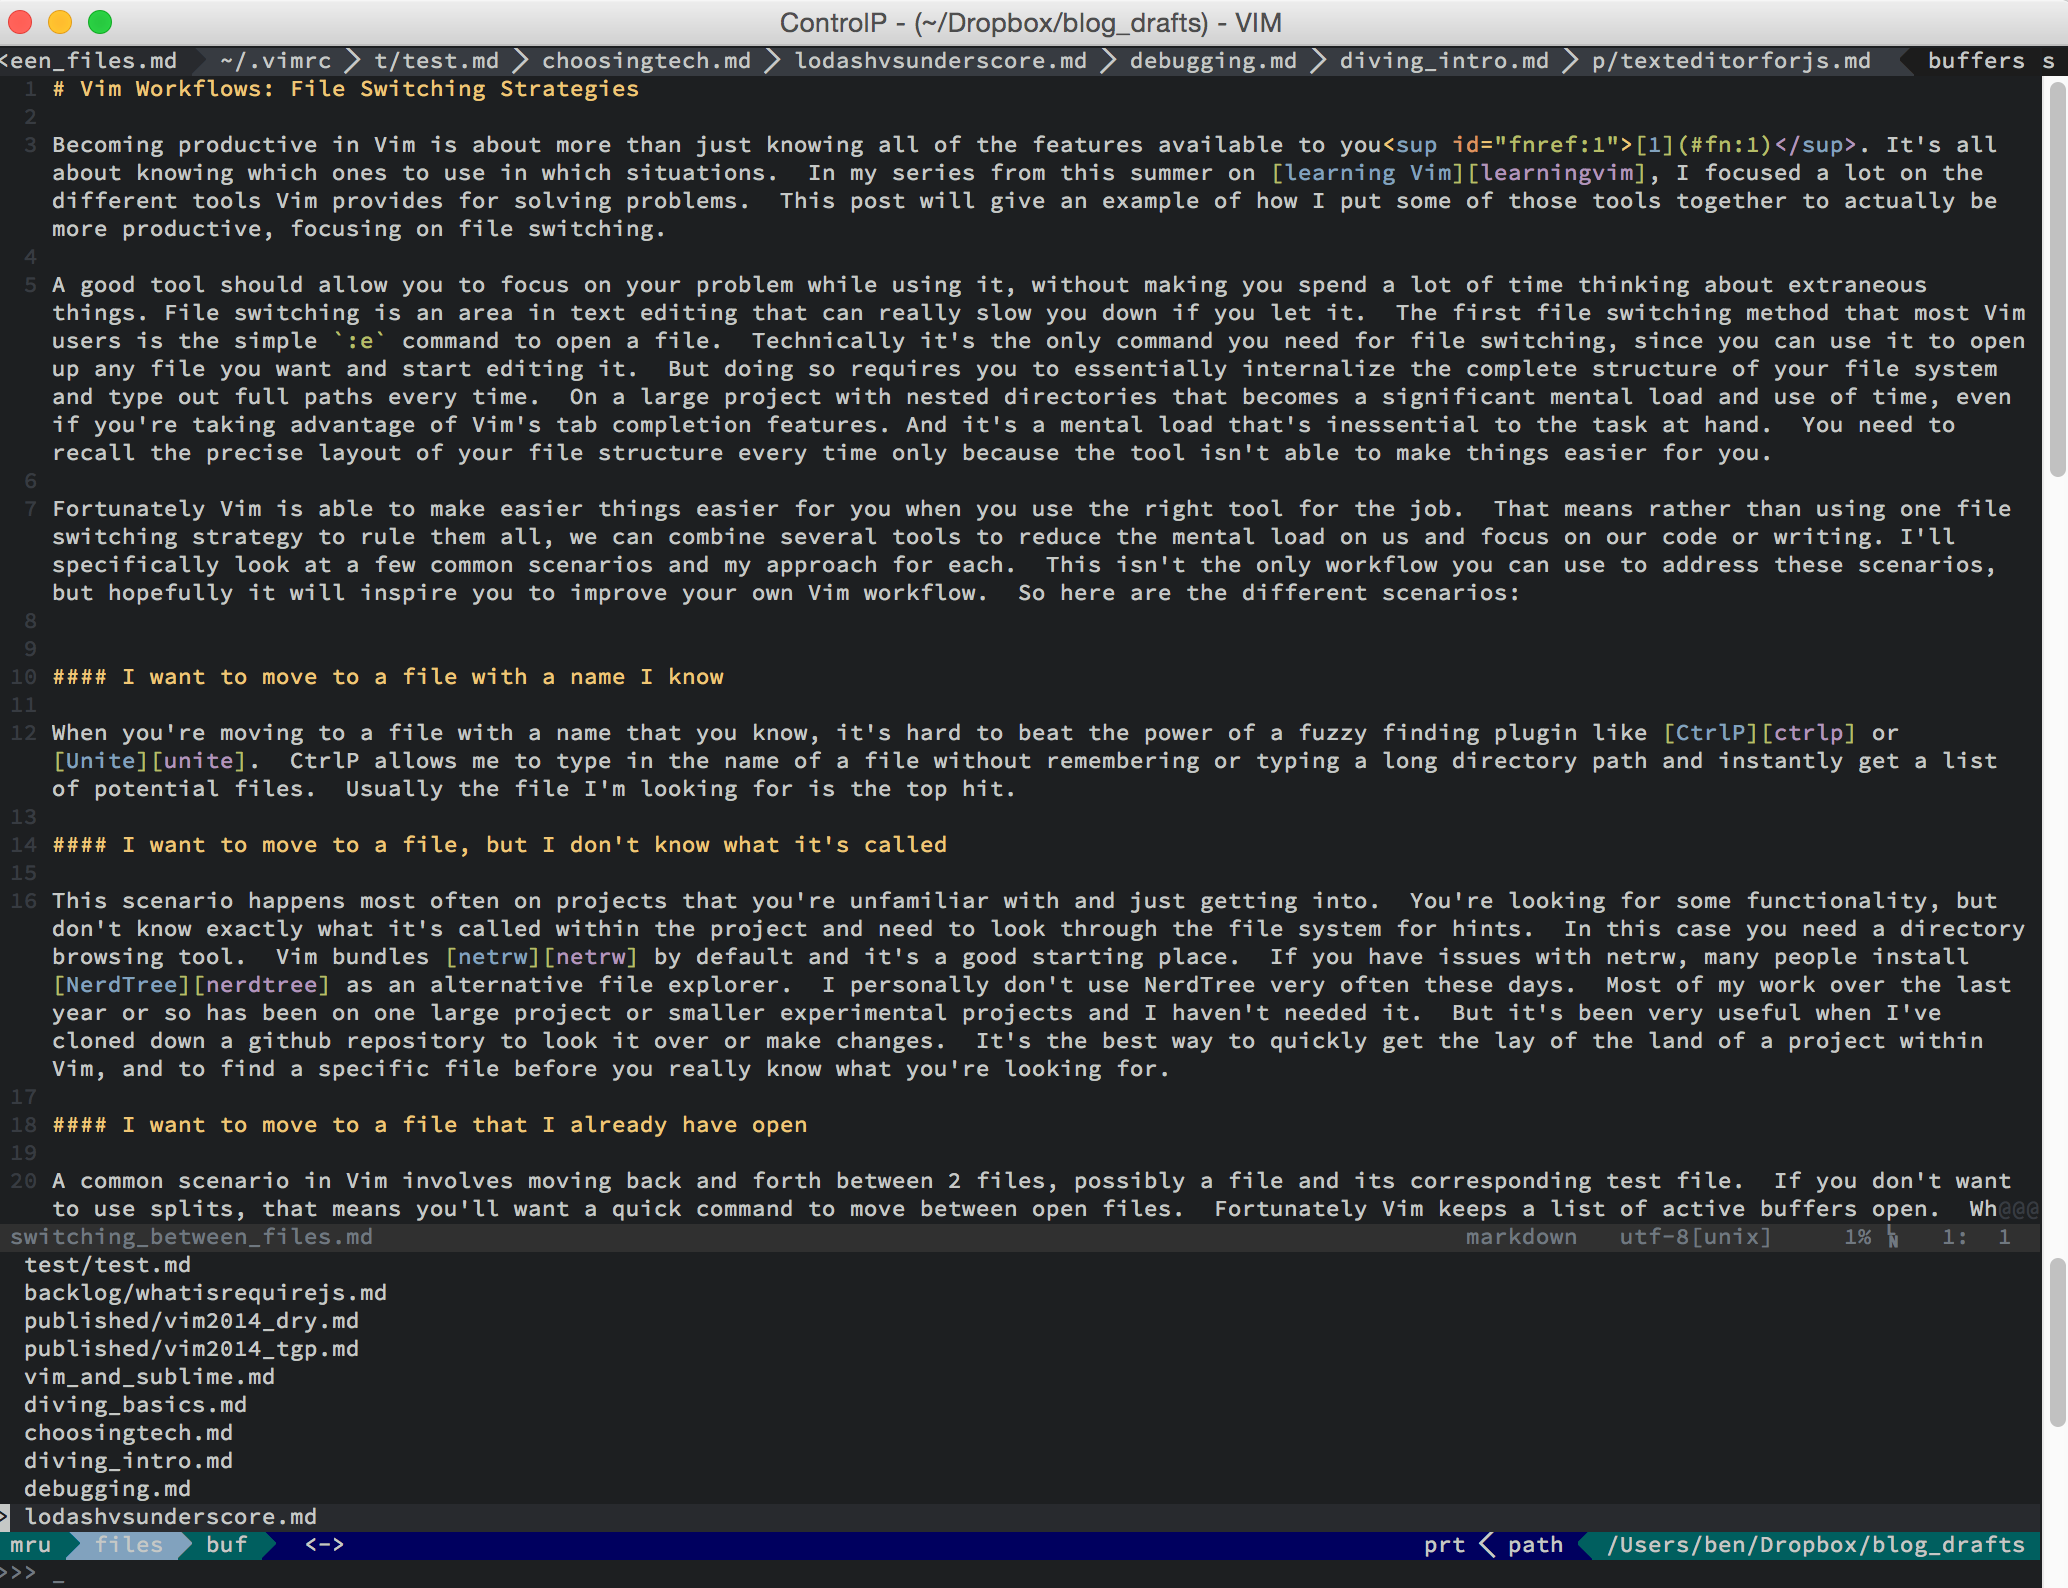 ControlP - (~/Dropbox/blog_drafts) - VIM
<een_files.md ~/.vimrc t/test.md choosingtech.md lodashvsunderscore.md debugging.md diving_intro.md p/texteditorforjs.md buffers s
1 # Vim Workflows: File Switching Strategies
2
3 Becoming productive in Vim is about more than just knowing all of the features available to you<sup id="fnref:1">[1](#fn:1)</sup>. It's all
about knowing which ones to use in which situations.  In my series from this summer on [learning Vim][learningvim], I focused a lot on the
different tools Vim provides for solving problems.  This post will give an example of how I put some of those tools together to actually be
more productive, focusing on file switching.
4
5 A good tool should allow you to focus on your problem while using it, without making you spend a lot of time thinking about extraneous
things. File switching is an area in text editing that can really slow you down if you let it.  The first file switching method that most Vim
users is the simple `:e` command to open a file.  Technically it's the only command you need for file switching, since you can use it to open
up any file you want and start editing it.  But doing so requires you to essentially internalize the complete structure of your file system
and type out full paths every time.  On a large project with nested directories that becomes a significant mental load and use of time, even
if you're taking advantage of Vim's tab completion features. And it's a mental load that's inessential to the task at hand.  You need to
recall the precise layout of your file structure every time only because the tool isn't able to make things easier for you.
6
7 Fortunately Vim is able to make easier things easier for you when you use the right tool for the job.  That means rather than using one file
switching strategy to rule them all, we can combine several tools to reduce the mental load on us and focus on our code or writing. I'll
specifically look at a few common scenarios and my approach for each.  This isn't the only workflow you can use to address these scenarios,
but hopefully it will inspire you to improve your own Vim workflow.  So here are the different scenarios:
8
9
10 #### I want to move to a file with a name I know
11
12 When you're moving to a file with a name that you know, it's hard to beat the power of a fuzzy finding plugin like [CtrlP][ctrlp] or
[Unite][unite].  CtrlP allows me to type in the name of a file without remembering or typing a long directory path and instantly get a list
of potential files.  Usually the file I'm looking for is the top hit.
13
14 #### I want to move to a file, but I don't know what it's called
15
16 This scenario happens most often on projects that you're unfamiliar with and just getting into.  You're looking for some functionality, but
don't know exactly what it's called within the project and need to look through the file system for hints.  In this case you need a directory
browsing tool.  Vim bundles [netrw][netrw] by default and it's a good starting place.  If you have issues with netrw, many people install
[NerdTree][nerdtree] as an alternative file explorer.  I personally don't use NerdTree very often these days.  Most of my work over the last
year or so has been on one large project or smaller experimental projects and I haven't needed it.  But it's been very useful when I've
cloned down a github repository to look it over or make changes.  It's the best way to quickly get the lay of the land of a project within
Vim, and to find a specific file before you really know what you're looking for.
17
18 #### I want to move to a file that I already have open
19
20 A common scenario in Vim involves moving back and forth between 2 files, possibly a file and its corresponding test file.  If you don't want
to use splits, that means you'll want a quick command to move between open files.  Fortunately Vim keeps a list of active buffers open.  Wh@@@
switching_between_files.md markdown utf-8[unix] 1% LN 1: 1
test/test.md
backlog/whatisrequirejs.md
published/vim2014_dry.md
published/vim2014_tgp.md
vim_and_sublime.md
diving_basics.md
choosingtech.md
diving_intro.md
debugging.md
> lodashvsunderscore.md
mru files buf <-> prt path /Users/ben/Dropbox/blog_drafts
>>> _